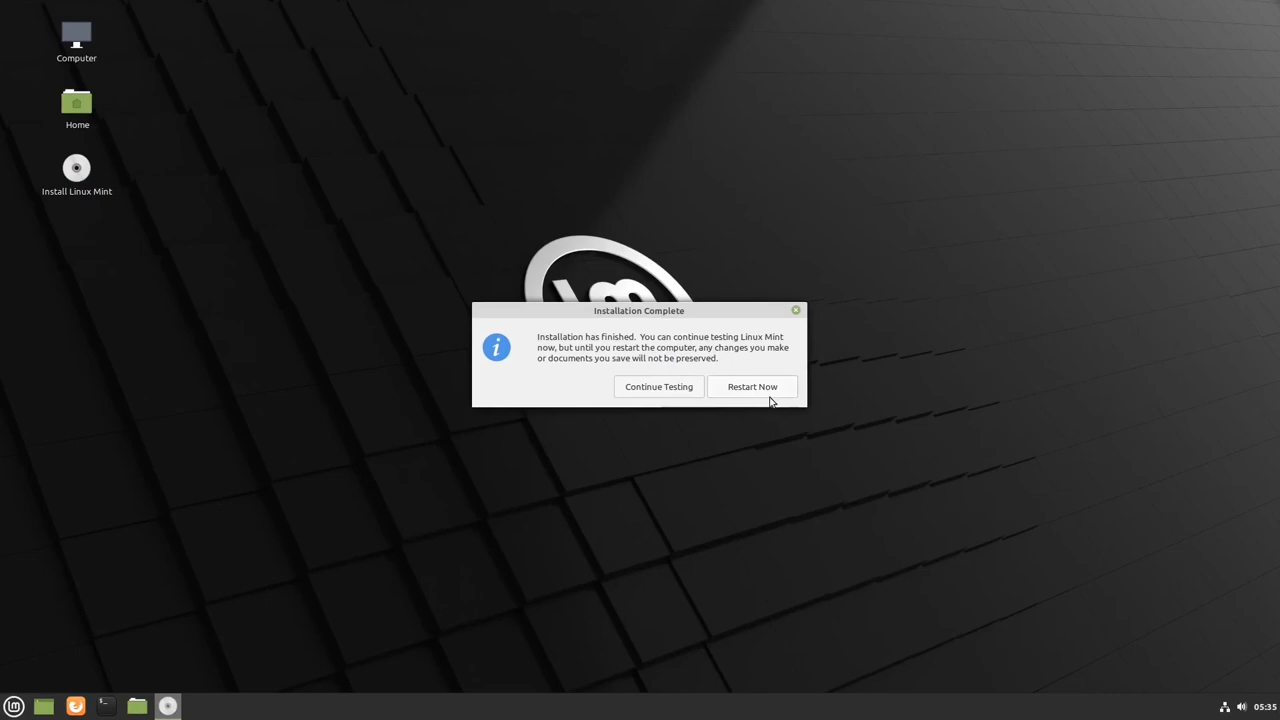 Computer
Home
Install Linux Mint
Installation Complete
Installation has finished.  You can continue testing Linux Mint
now, but until you restart the computer, any changes you make
or documents you save will not be preserved.
Continue Testing
Restart Now
05:35